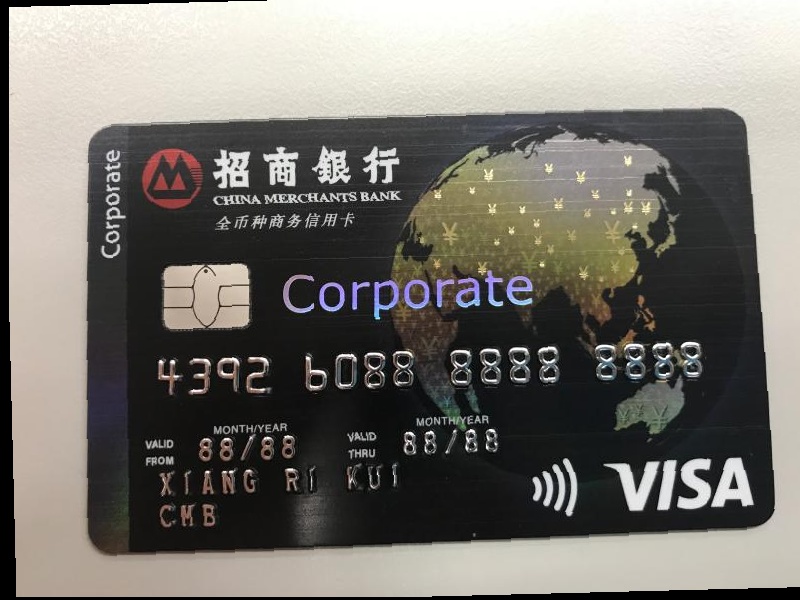 Corporate
招商銀行
CHINA MERCHANTS BANK
全币种商务信用卡
Corporate
4392 6088 8888 8888
MONTH/YEAR MONTH/YEAR
VALID FROM 88/88 VALID THRU 88/88
XIANG RI KUI
CMB
VISA